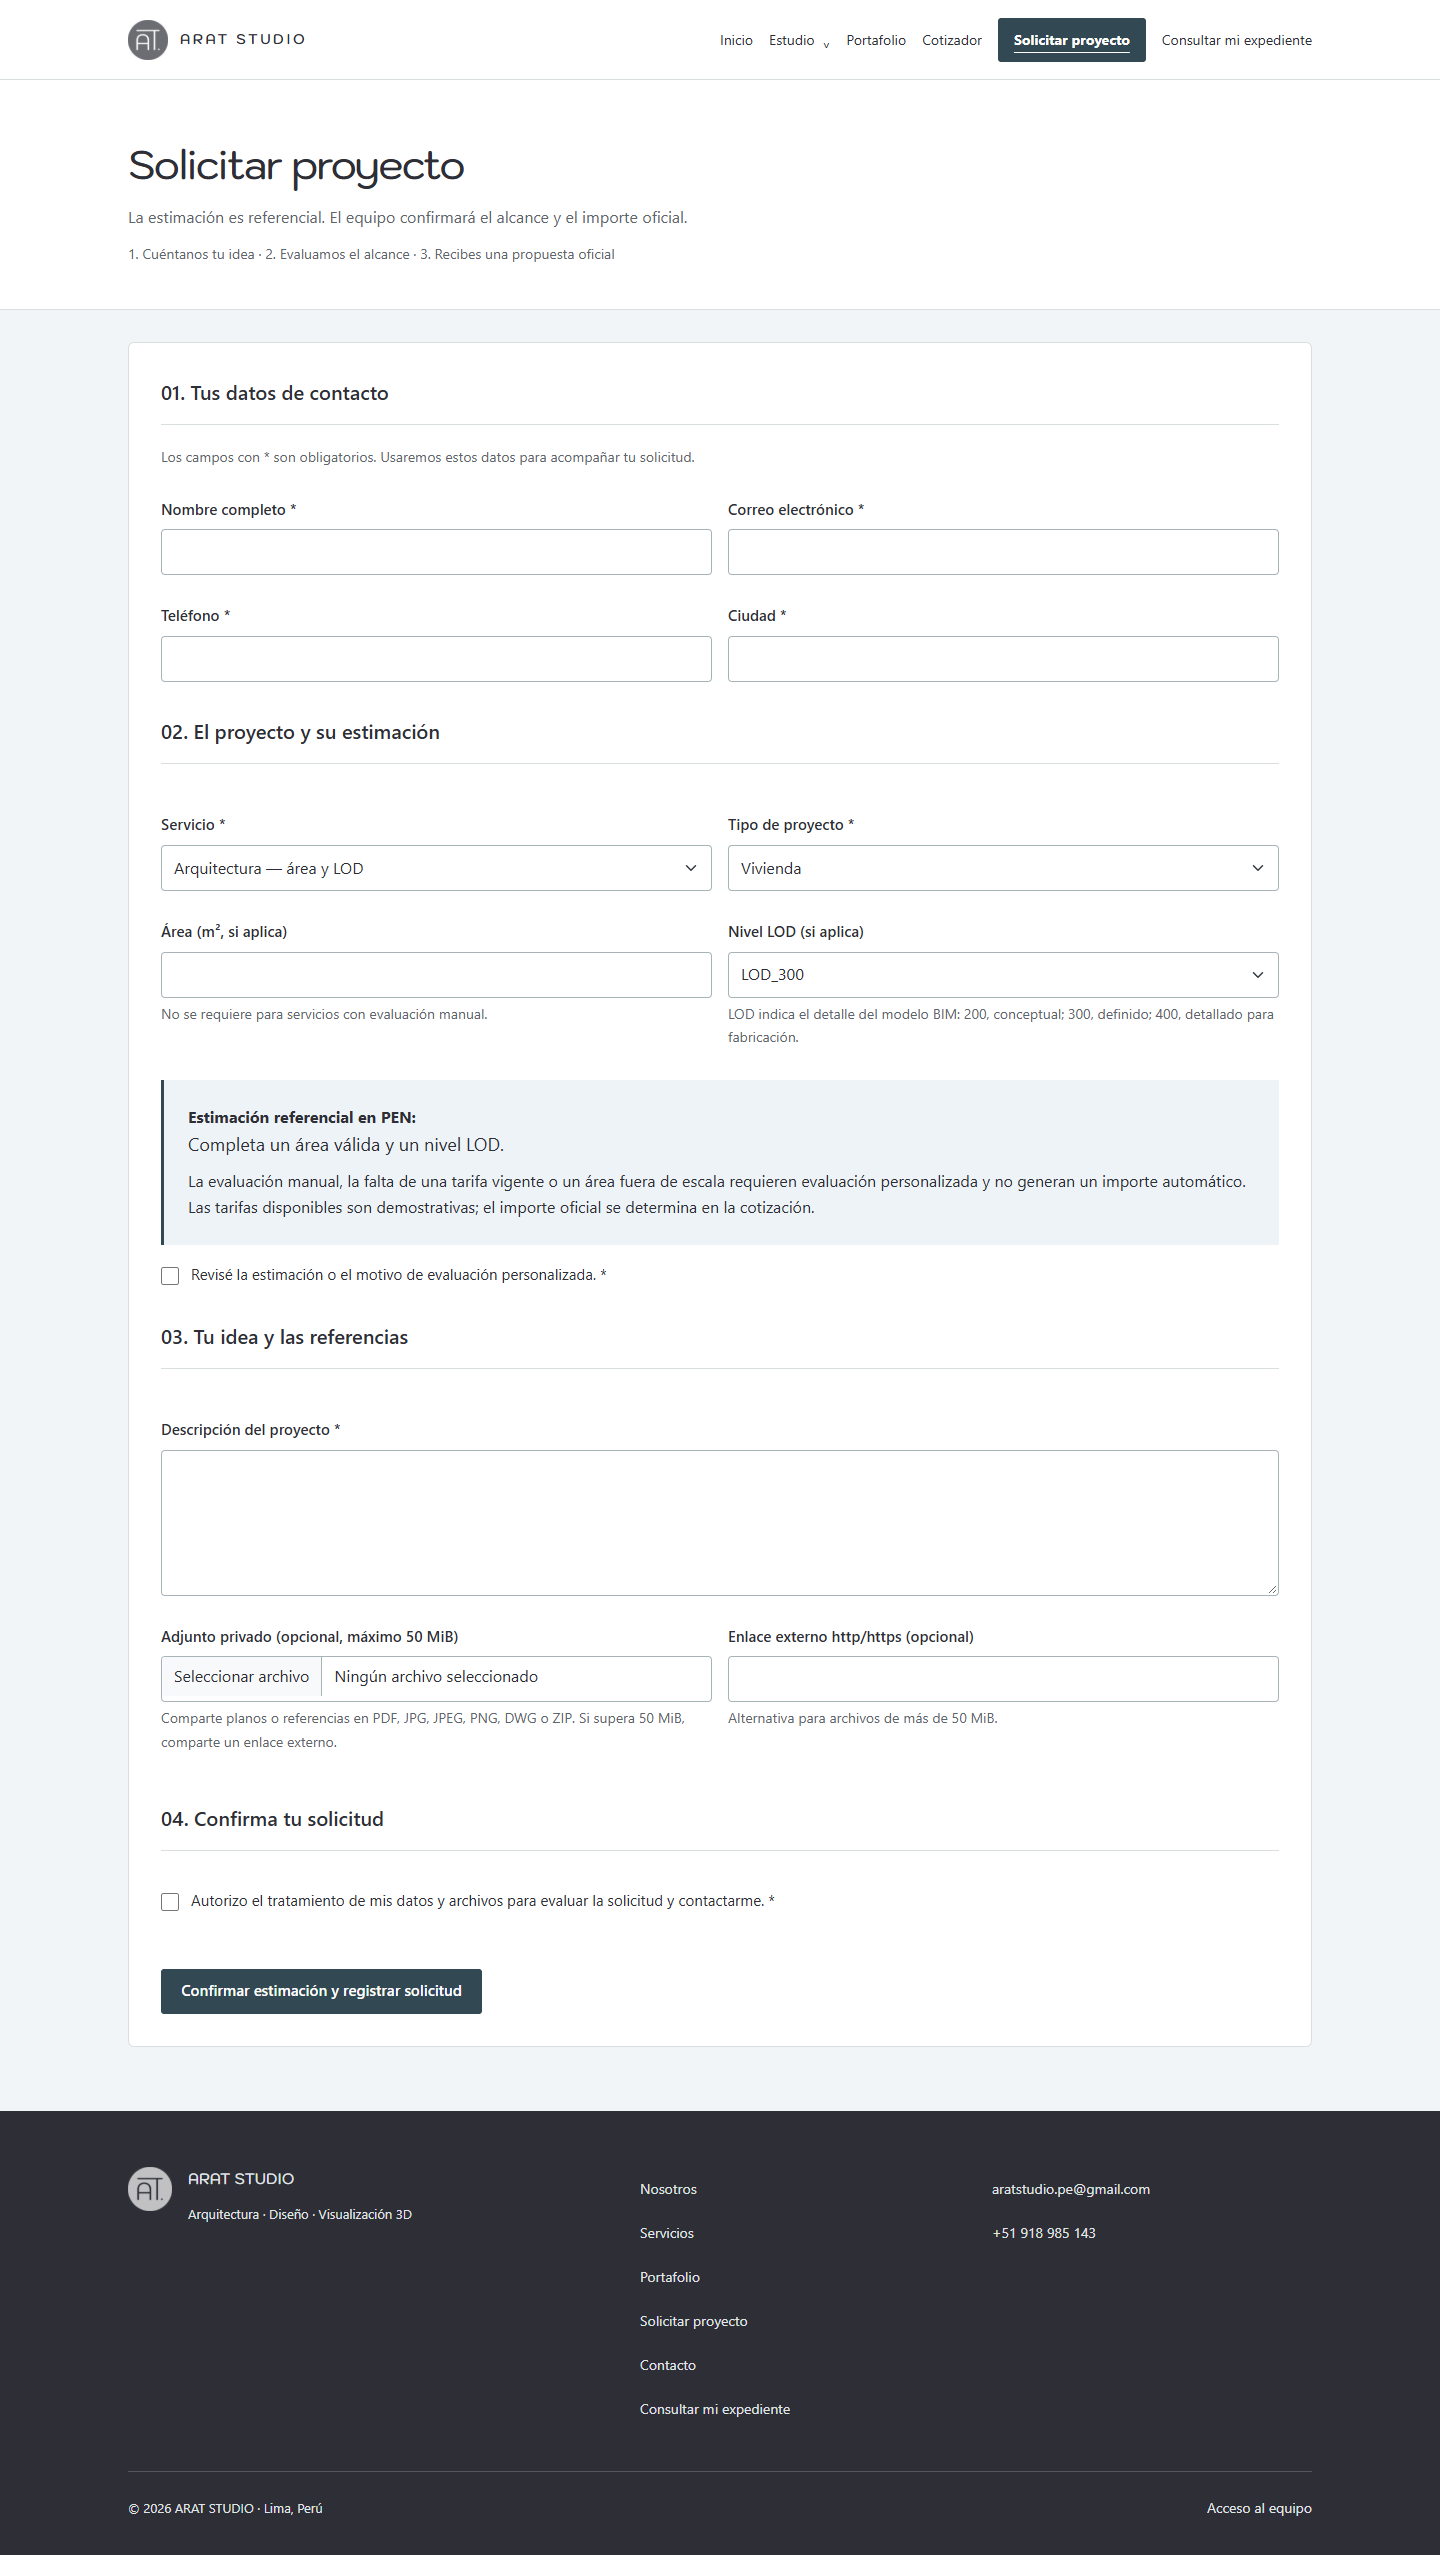 AT.
ARAT STUDIO
Inicio
Estudio
Portafolio
Cotizador
Solicitar proyecto
Consultar mi expediente
Solicitar proyecto
La estimación es referencial. El equipo confirmará el alcance y el importe oficial.
1. Cuéntanos tu idea · 2. Evaluamos el alcance · 3. Recibes una propuesta oficial
01. Tus datos de contacto
Los campos con * son obligatorios. Usaremos estos datos para acompañar tu solicitud.
Nombre completo *
Correo electrónico *
Teléfono *
Ciudad *
02. El proyecto y su estimación
Servicio *
Tipo de proyecto *
Arquitectura — área y LOD
Vivienda
Área (m², si aplica)
Nivel LOD (si aplica)
LOD_300
No se requiere para servicios con evaluación manual.
LOD indica el detalle del modelo BIM: 200, conceptual; 300, definido; 400, detallado para
fabricación.
Estimación referencial en PEN:
Completa un área válida y un nivel LOD.
La evaluación manual, la falta de una tarifa vigente o un área fuera de escala requieren evaluación personalizada y no generan un importe automático.
Las tarifas disponibles son demostrativas; el importe oficial se determina en la cotización.
Revisé la estimación o el motivo de evaluación personalizada. *
03. Tu idea y las referencias
Descripción del proyecto *
Adjunto privado (opcional, máximo 50 MiB)
Enlace externo http/https (opcional)
Seleccionar archivo
Ningún archivo seleccionado
Comparte planos o referencias en PDF, JPG, JPEG, PNG, DWG o ZIP. Si supera 50 MiB,
comparte un enlace externo.
Alternativa para archivos de más de 50 MiB.
04. Confirma tu solicitud
Autorizo el tratamiento de mis datos y archivos para evaluar la solicitud y contactarme. *
Confirmar estimación y registrar solicitud
AT.
ARAT STUDIO
Arquitectura · Diseño · Visualización 3D
Nosotros
Servicios
Portafolio
Solicitar proyecto
Contacto
Consultar mi expediente
aratstudio.pe@gmail.com
+51 918 985 143
© 2026 ARAT STUDIO · Lima, Perú
Acceso al equipo